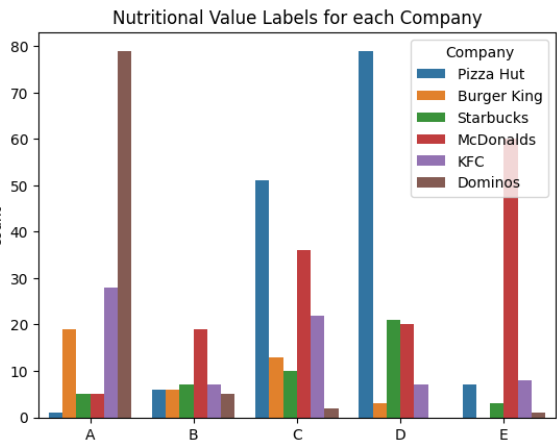 Nutritional Value Labels for each Company
80
70
60
50
40
30
20
10
0
A B C D E
Company
Pizza Hut
Burger King
Starbucks
McDonalds
KFC
Dominos